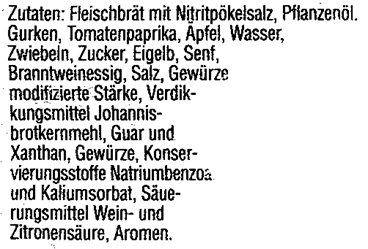 Zutaten: Fleischbrät mit Nitritpökelsalz, Pflanzenöl.
Gurken, Tomatenpaprika, Äpfel, Wasser,
Zwiebeln, Zucker, Eigelb, Senf,
Branntweinessig, Salz, Gewürze
modifizierte Stärke, Verdik-
kungsmittel Johannis-
brotkernmehl, Guar und
Xanthan, Gewürze, Konser-
vierungsstoffe Natriumbenzoa
und Kaliumsorbat, Säue-
rungsmittel Wein- und
Zitronensäure, Aromen.